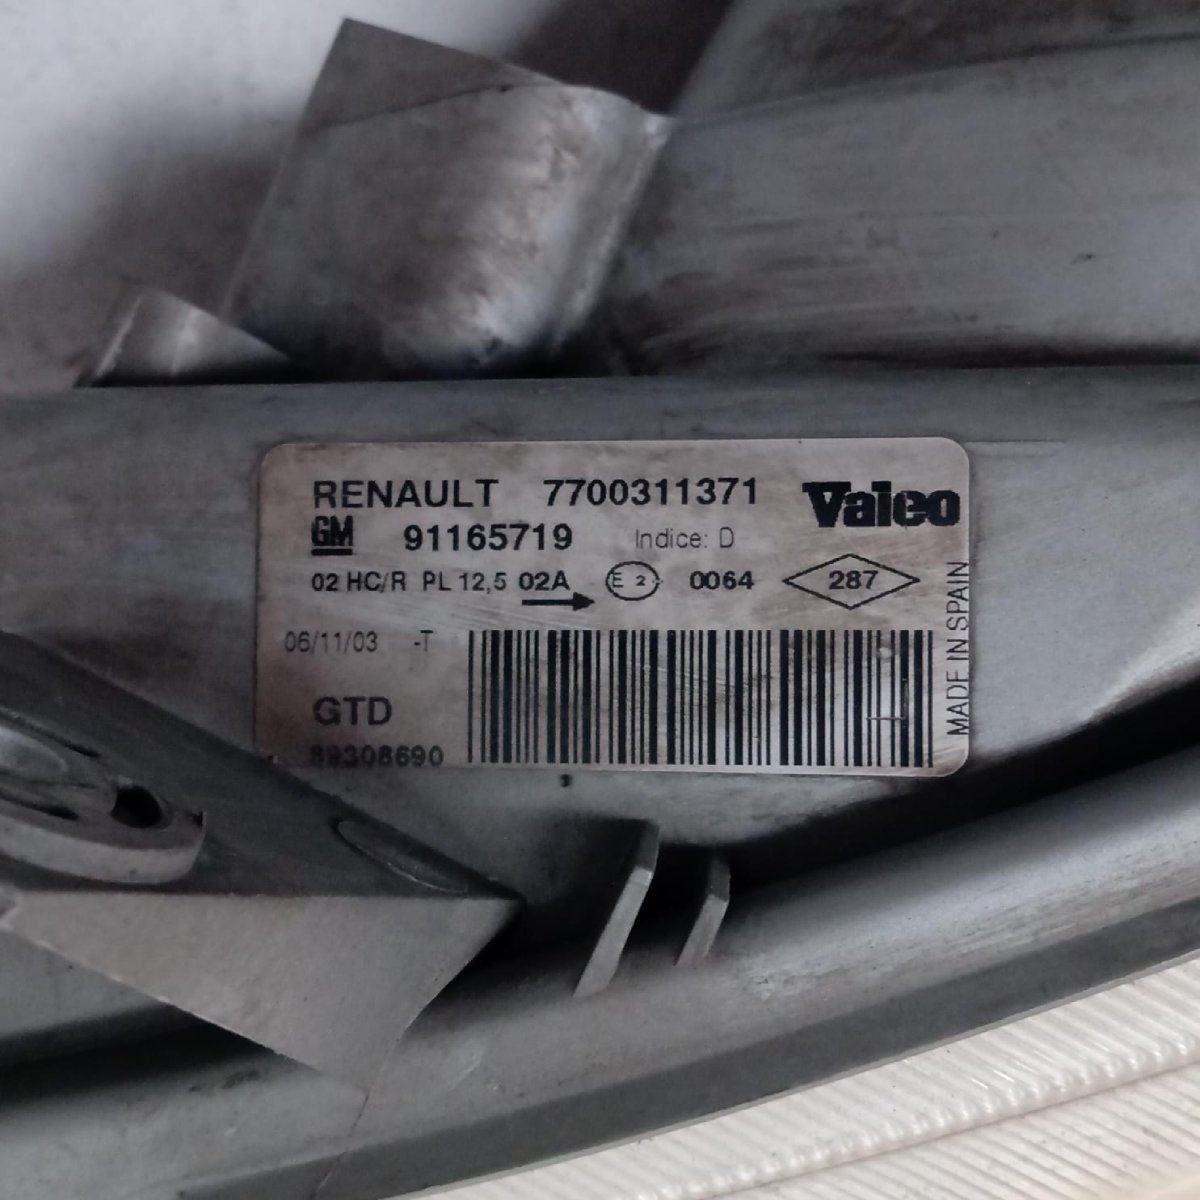 RENAULT 7700311371 Valeo
GM 91165719 Indice: D
02 HC/R PL 12,5 02A E 2 0064 287
06/11/03 -T
GTD
89308690
MADE IN SPAIN